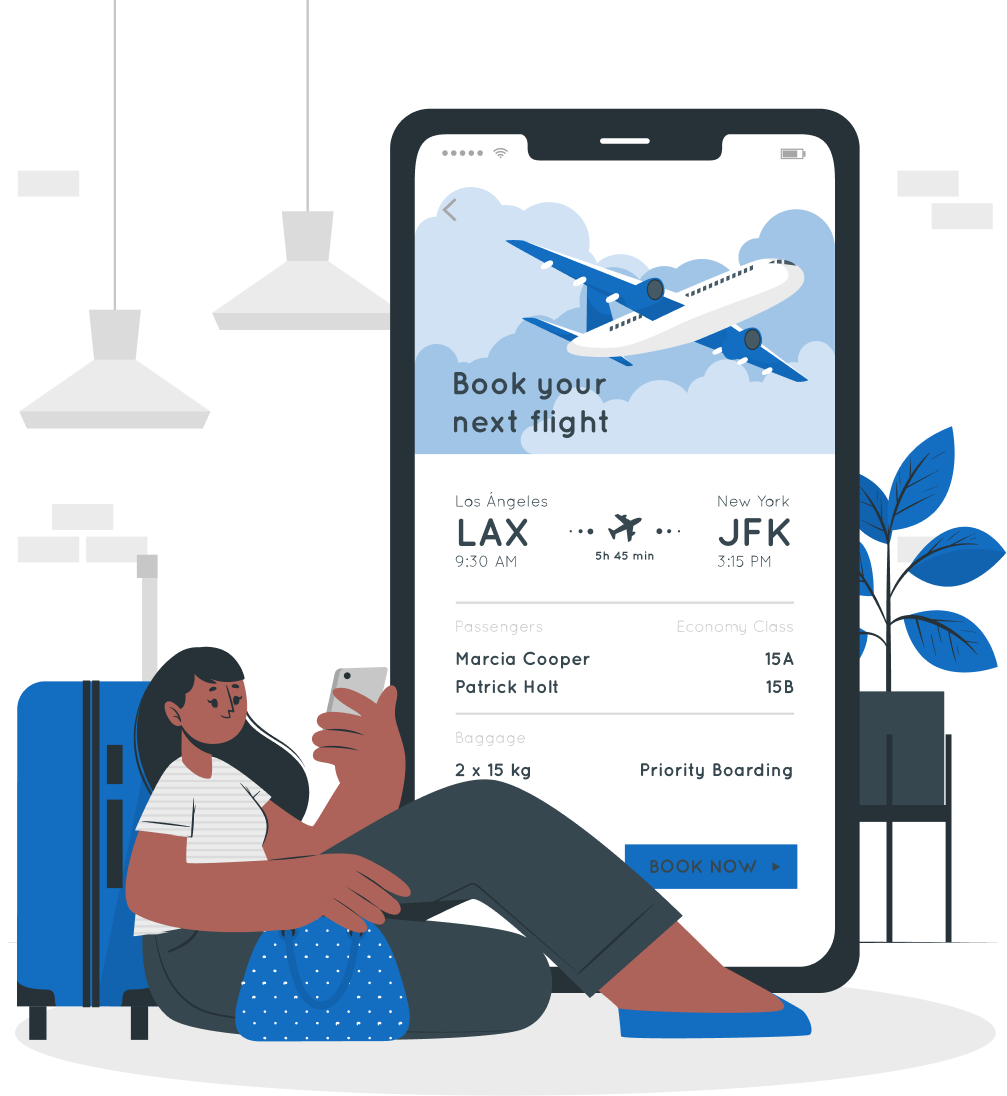 Book your
next flight
Los Ángeles
New York
LAX
JFK
9:30 AM
5h 45 min
3:15 PM
Passengers
Economy Class
Marcia Cooper
15A
Patrick Holt
15B
Baggage
2 x 15 kg
Priority Boarding
BOOK NOW